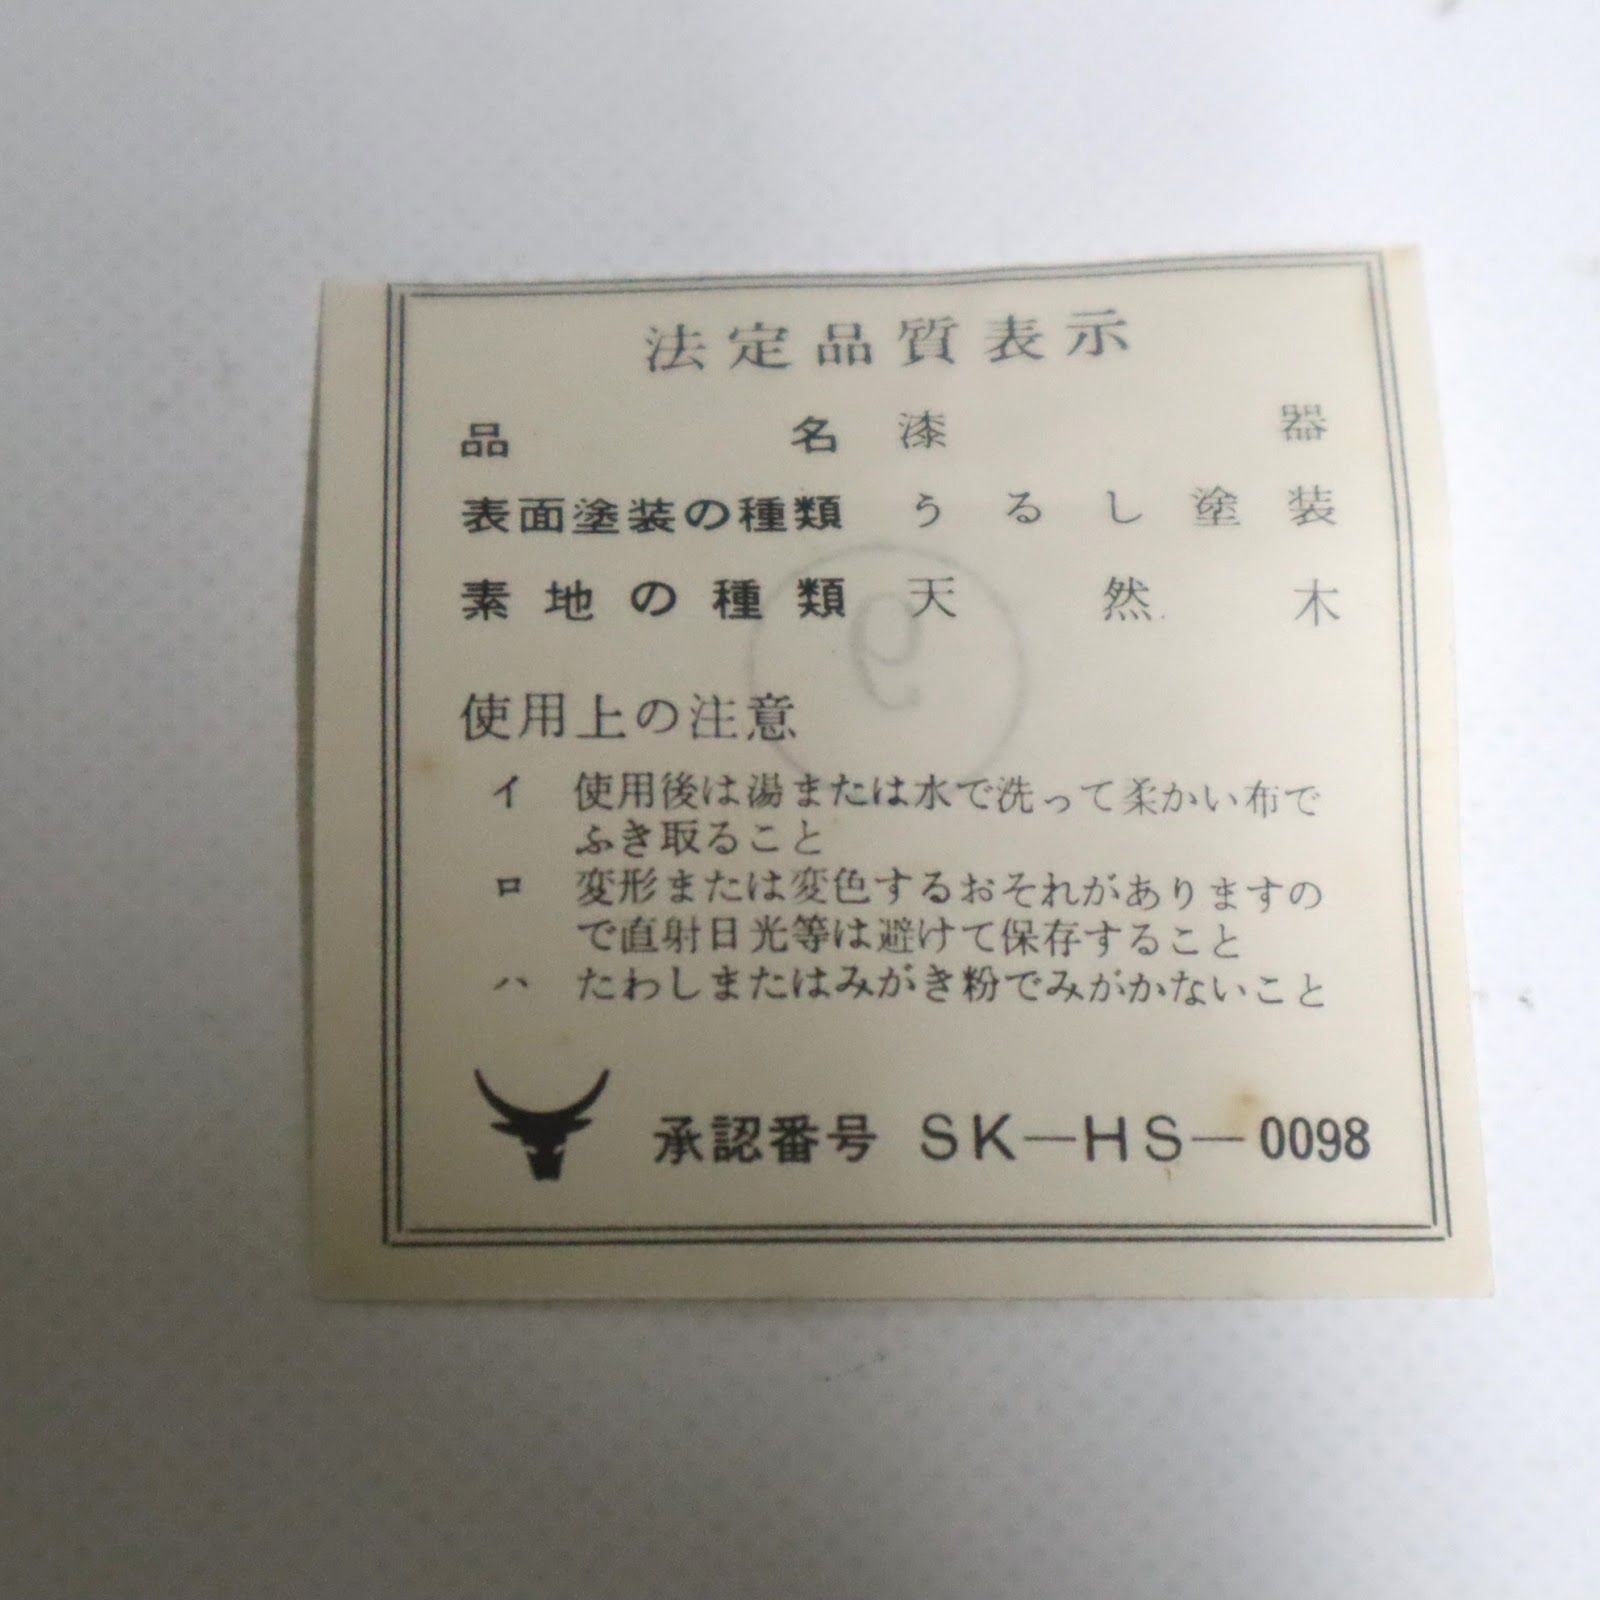 法定品質表示
品名 漆器
表面塗装の種類 うるし塗装
素地の種類 天然木
使用上の注意
イ 使用後は湯または水で洗って柔かい布で
ふき取ること
ロ 変形または変色するおそれがありますの
で直射日光等は避けて保存すること
ハ たわしまたはみがき粉でみがかないこと
承認番号 SK—HS—0098